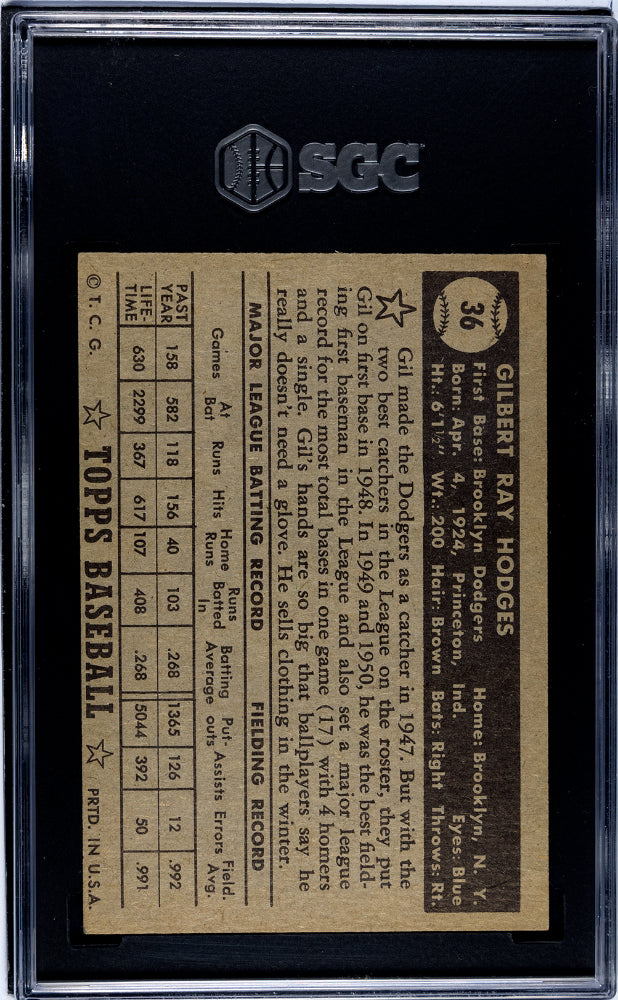 SGC
36
GILBERT RAY HODGES
First Base: Brooklyn Dodgers Home: Brooklyn, N. Y.
Born: Apr. 4, 1924, Princeton, Ind. Eyes: Blue
Ht.: 6'1½" Wt.: 200 Hair: Brown Bats: Right Throws: Rt.
Gil made the Dodgers as a catcher in 1947. But with the
two best catchers in the League on the roster, they put
Gil on first base in 1948. In 1949 and 1950, he was the best field-
ing first baseman in the League and also set a major league
record for the most total bases in one game (17) with 4 homers
and a single. Gil's hands are so big that ballplayers say he
really doesn't need a glove. He sells clothing in the winter.
MAJOR LEAGUE BATTING RECORD FIELDING RECORD
Games At Bat Runs Hits Home Runs Runs Batted In Batting Average Put-outs Assists Errors Field. Avg.
PAST YEAR 158 582 118 156 40 103 .268 1365 126 12 .992
LIFE-TIME 630 2299 367 617 107 408 .268 5044 392 50 .991
© T. C. G. TOPPS BASEBALL PRTD. IN U.S.A.